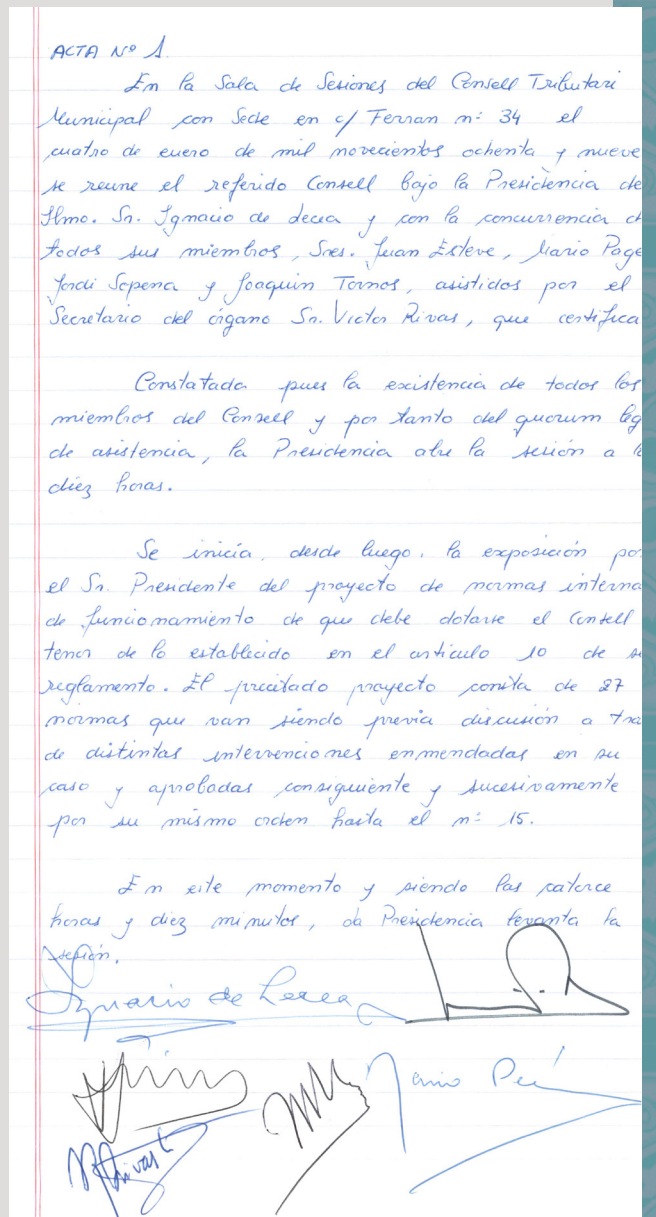 ACTA Nº 1.
En la Sala de Sesiones del Consell Tributari
Municipal con Sede en c/ Ferran nº 34 el
cuatro de enero de mil novecientos ochenta y nueve
se reune el referido Consell bajo la Presidencia de
Ilmo. Sr. Ignacio de Lecea y con la concurrencia d
todos sus miembros, Sres. Juan Esteve, Mario Page
Jordi Sopena y Joaquin Tornos, asistidos por el
Secretario del órgano Sr. Victor Rivas, que certifica
Constatada pues la existencia de todos los
miembros del Consell y por tanto del quorum leg
de asistencia, la Presidencia abre la sesión a l
diez horas.
Se inicia, desde luego, la exposición por
el Sr. Presidente del proyecto de normas interna
de funcionamiento de que debe dotarse el Consell
tenor de lo establecido en el artículo 10 de s
reglamento. El precitado proyecto consta de 27
normas que van siendo previa discusión a tra
de distintas intervenciones enmendadas en su
caso y aprobadas consiguiente y sucesivamente
por su mismo orden hasta el nº 15.
En este momento y siendo las catorce
horas y diez minutos, la Presidencia levanta la
sesión.
Ignacio de Lecea
Mario
Rivas